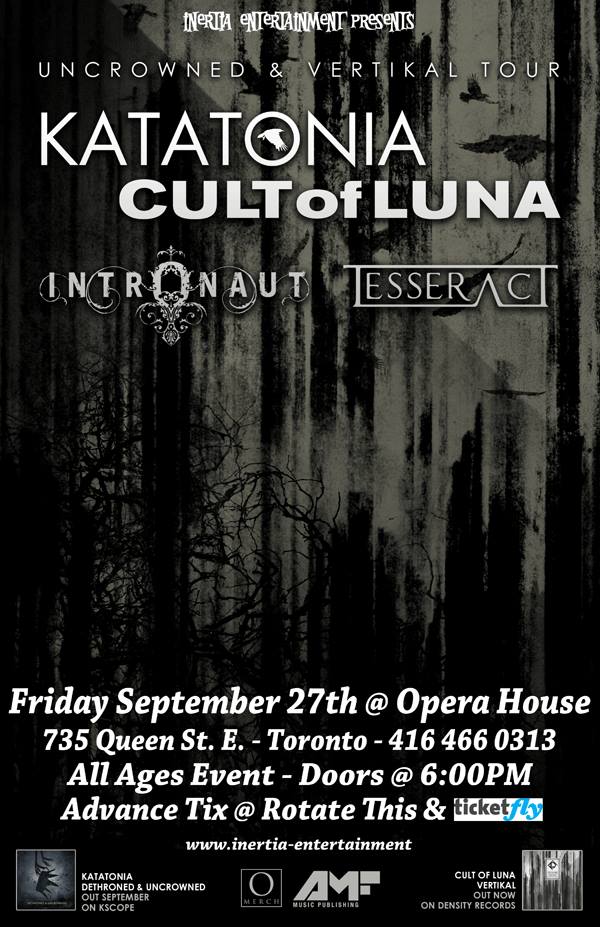 INERTIA ENTERTAINMENT PRESENTS
UNCROWNED & VERTIKAL TOUR
KATATONIA
CULT of LUNA
INTRONAUT TESSERACT
Friday September 27th @ Opera House
735 Queen St. E. - Toronto - 416 466 0313
All Ages Event - Doors @ 6:00PM
Advance Tix @ Rotate This & ticketfly
www.inertia-entertainment
KATATONIA
DETHRONED & UNCROWNED
OUT SEPTEMBER
ON KSCOPE
O
MERCH
AMF
MUSIC PUBLISHING
CULT OF LUNA
VERTIKAL
OUT NOW
ON DENSITY RECORDS